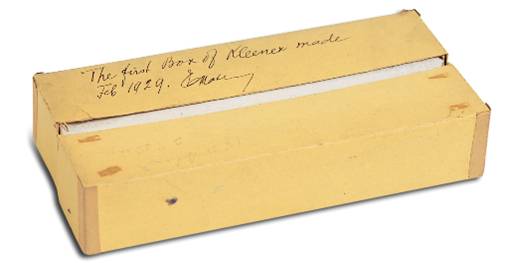 The first Box of Kleenex made
Feb 1929.